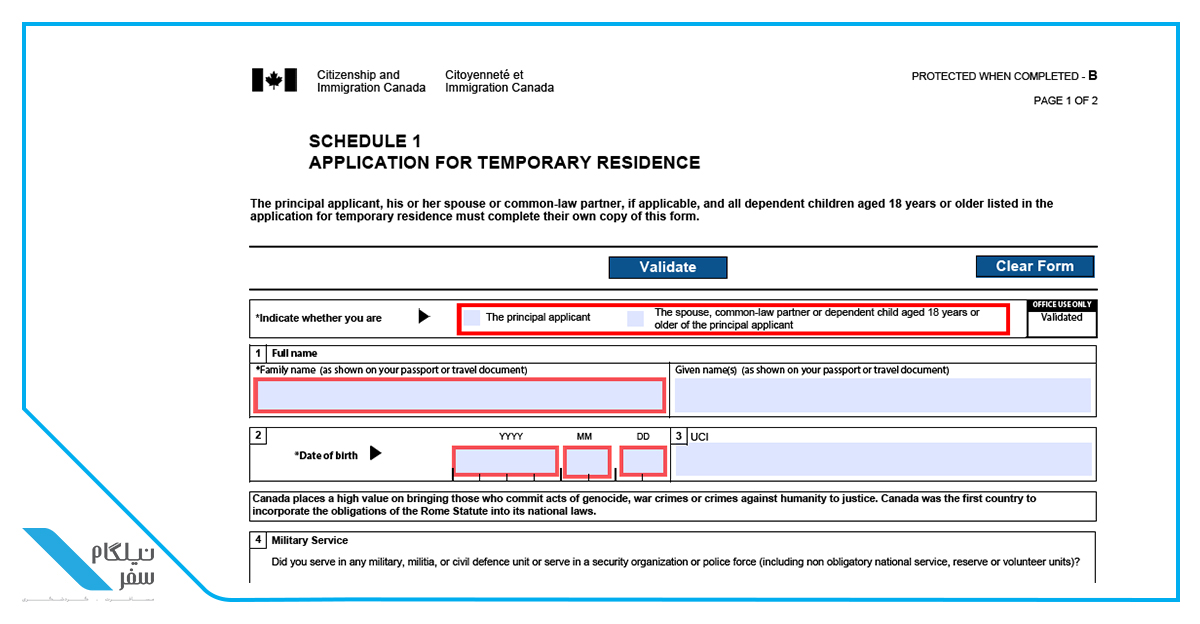 Citizenship and
Immigration Canada
Citoyenneté et
Immigration Canada
PROTECTED WHEN COMPLETED - B
PAGE 1 OF 2
SCHEDULE 1
APPLICATION FOR TEMPORARY RESIDENCE
The principal applicant, his or her spouse or common-law partner, if applicable, and all dependent children aged 18 years or older listed in the
application for temporary residence must complete their own copy of this form.
Validate
Clear Form
*Indicate whether you are
The principal applicant
The spouse, common-law partner or dependent child aged 18 years or
older of the principal applicant
OFFICE USE ONLY
Validated
1 Full name
*Family name (as shown on your passport or travel document)
Given name(s) (as shown on your passport or travel document)
2
*Date of birth
YYYY MM DD
3 UCI
Canada places a high value on bringing those who commit acts of genocide, war crimes or crimes against humanity to justice. Canada was the first country to
incorporate the obligations of the Rome Statute into its national laws.
4 Military Service
Did you serve in any military, militia, or civil defence unit or serve in a security organization or police force (including non obligatory national service, reserve or volunteer units)?
نیلگام
سفر